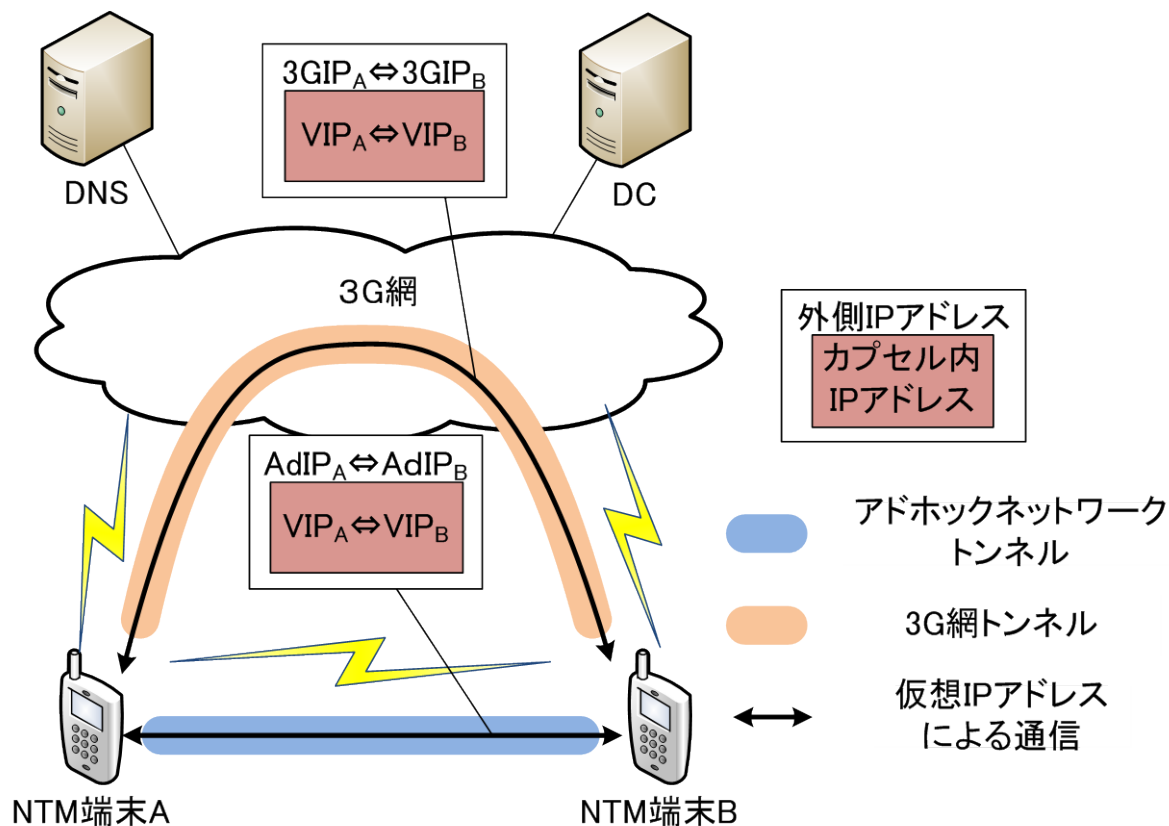 3GIPA⇔3GIPB
VIPA⇔VIPB
DNS
DC
3G網
外側IPアドレス
カプセル内
IPアドレス
AdIPA⇔AdIPB
VIPA⇔VIPB
アドホックネットワーク
トンネル
3G網トンネル
仮想IPアドレス
による通信
NTM端末A
NTM端末B